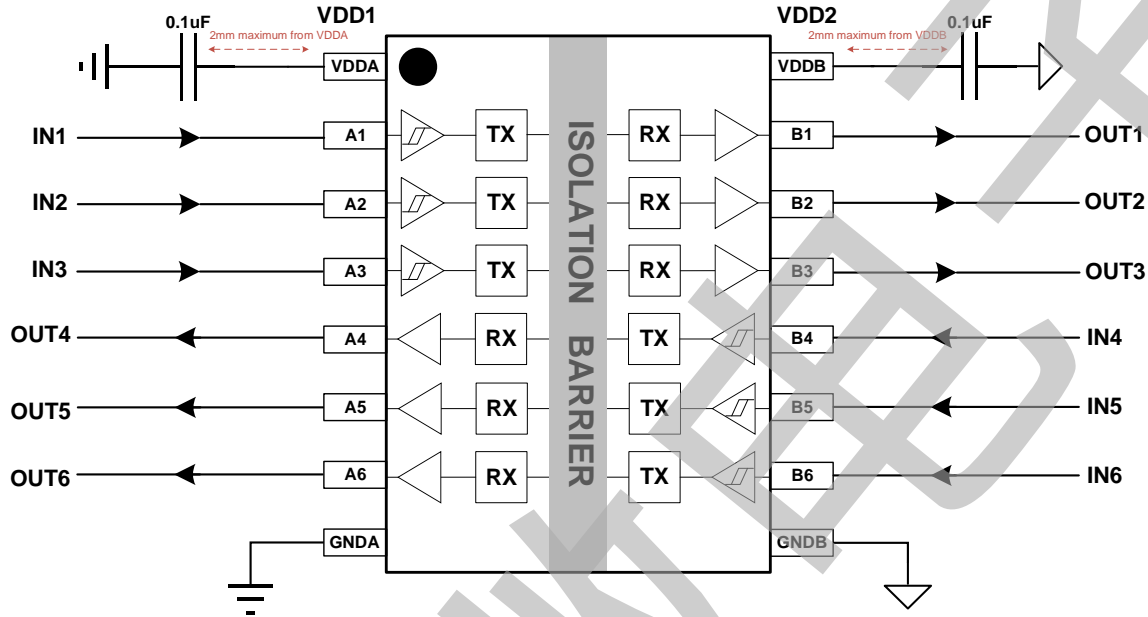 VDD1 VDD2
0.1uF 0.1uF
2mm maximum from VDDA 2mm maximum from VDDB
VDDA VDDB
IN1 A1 TX RX B1 OUT1
IN2 A2 TX RX B2 OUT2
IN3 A3 TX RX B3 OUT3
OUT4 A4 RX TX B4 IN4
OUT5 A5 RX TX B5 IN5
OUT6 A6 RX TX B6 IN6
GNDA GNDB
ISOLATION BARRIER